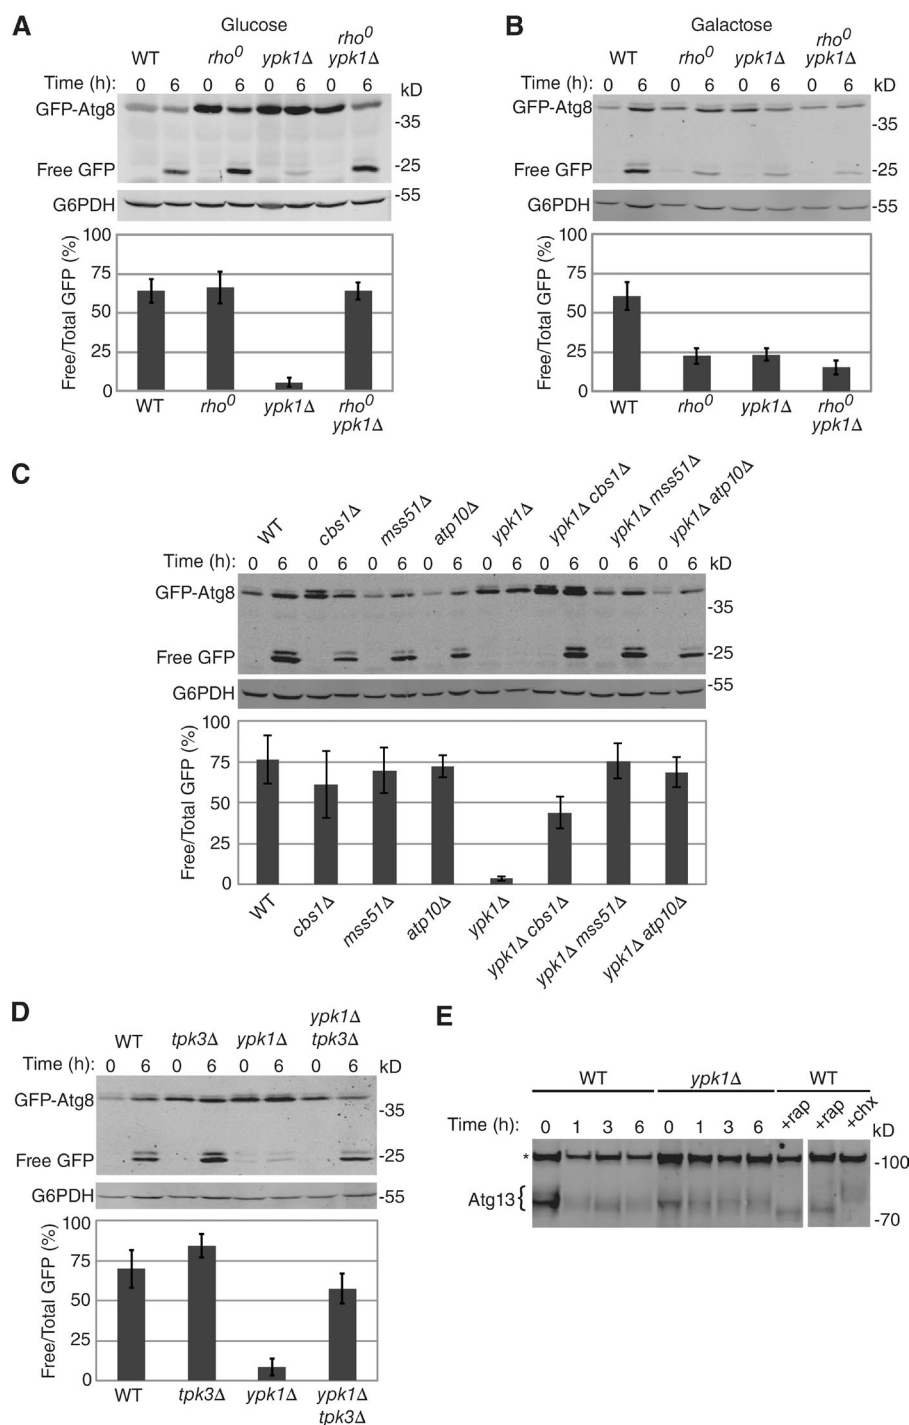 A
Glucose
WT rho0 ypk1Δ rho0 ypk1Δ
Time (h): 0 6 0 6 0 6 0 6 kD
GFP-Atg8
-35
Free GFP -25
-55
G6PDH
Free/Total GFP (%)
100
75
50
25
0
WT rho0 ypk1Δ rho0 ypk1Δ
B
Galactose
WT rho0 ypk1Δ rho0 ypk1Δ
Time (h): 0 6 0 6 0 6 0 6 kD
GFP-Atg8
-35
Free GFP -25
G6PDH -55
Free/Total GFP (%)
100
75
50
25
0
WT rho0 ypk1Δ rho0 ypk1Δ
C
WT cbs1Δ mss51Δ atp10Δ ypk1Δ ypk1Δ cbs1Δ ypk1Δ mss51Δ ypk1Δ atp10Δ
Time (h): 0 6 0 6 0 6 0 6 0 6 0 6 0 6 0 6 kD
GFP-Atg8
-35
Free GFP -25
-55
G6PDH
Free/Total GFP (%)
100
75
50
25
0
WT cbs1Δ mss51Δ atp10Δ ypk1Δ ypk1Δ cbs1Δ ypk1Δ mss51Δ ypk1Δ atp10Δ
D
WT tpk3Δ ypk1Δ ypk1Δ tpk3Δ
Time (h): 0 6 0 6 0 6 0 6 kD
GFP-Atg8
-35
Free GFP -25
G6PDH -55
Free/Total GFP (%)
100
75
50
25
0
WT tpk3Δ ypk1Δ ypk1Δ tpk3Δ
E
WT ypk1Δ WT
Time (h): 0 1 3 6 0 1 3 6 +rap +rap +chx kD
* -100
Atg13{
-70